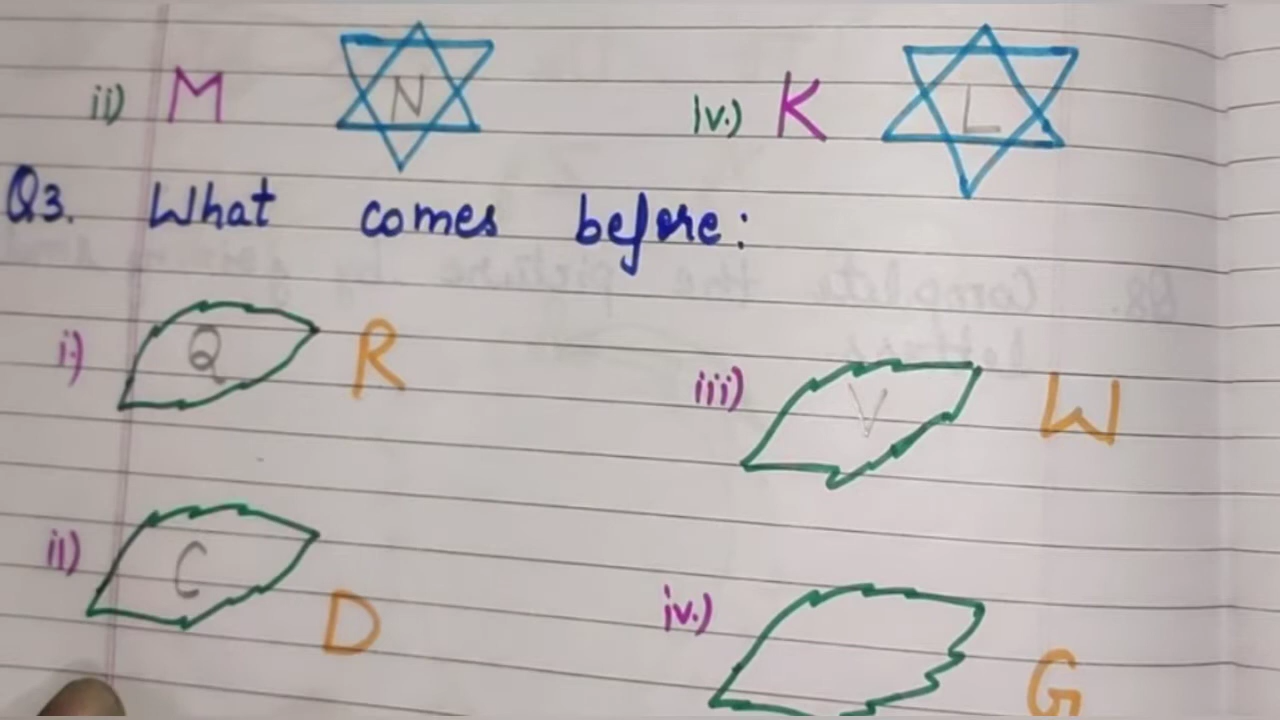 ii) M N iv.) K L
Q3. What comes before:
i) Q R iii) V W
ii) C D iv.) G